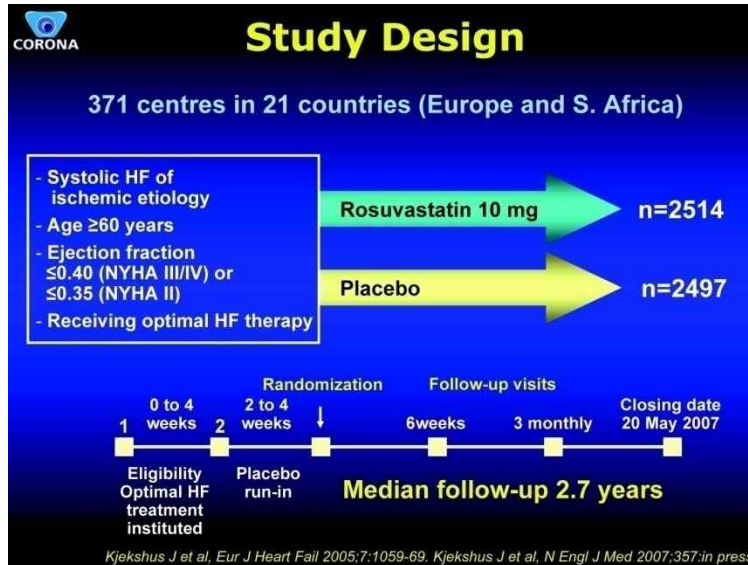 CORONA
Study Design
371 centres in 21 countries (Europe and S. Africa)
- Systolic HF of
ischemic etiology
- Age ≥60 years
- Ejection fraction
≤0.40 (NYHA III/IV) or
≤0.35 (NYHA II)
- Receiving optimal HF therapy
Rosuvastatin 10 mg
n=2514
Placebo
n=2497
Randomization
Follow-up visits
1
0 to 4
weeks
2
2 to 4
weeks
6weeks
3 monthly
Closing date
20 May 2007
Eligibility
Optimal HF
treatment
instituted
Placebo
run-in
Median follow-up 2.7 years
Kjekshus J et al, Eur J Heart Fail 2005;7:1059-69. Kjekshus J et al, N Engl J Med 2007;357:in press